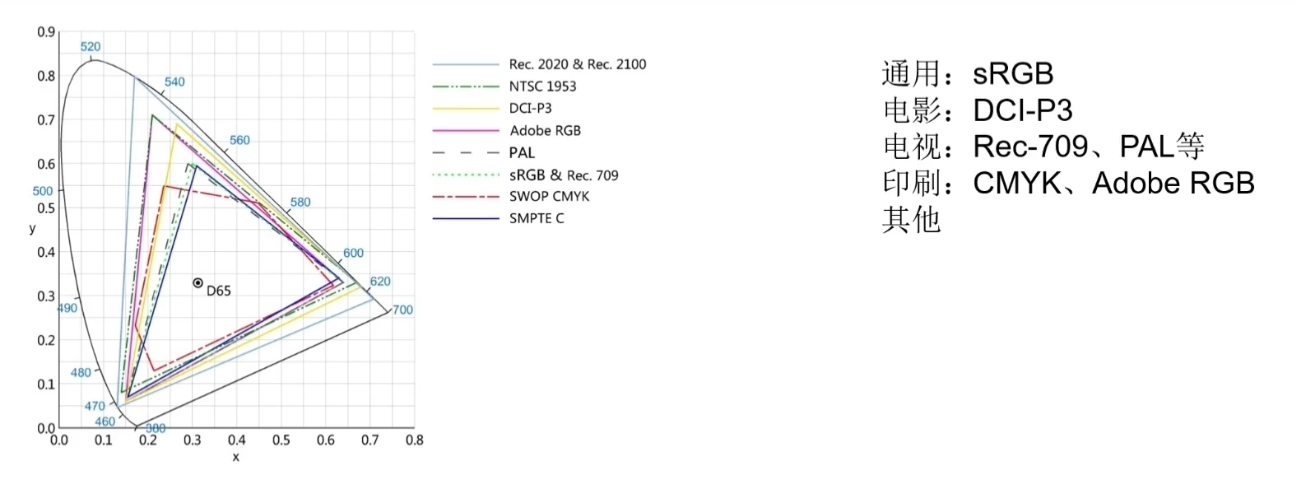 0.9
520
0.8
540
0.7
560
0.6
500
580
0.5
y
0.4
600
620
0.3
D65
700
490
0.2
480
0.1
470
460
0.0
380
0.0 0.1 0.2 0.3 0.4 0.5 0.6 0.7 0.8
x
Rec. 2020 & Rec. 2100
NTSC 1953
DCI-P3
Adobe RGB
PAL
sRGB & Rec. 709
SWOP CMYK
SMPTE C
通用：sRGB
电影：DCI-P3
电视：Rec-709、PAL等
印刷：CMYK、Adobe RGB
其他